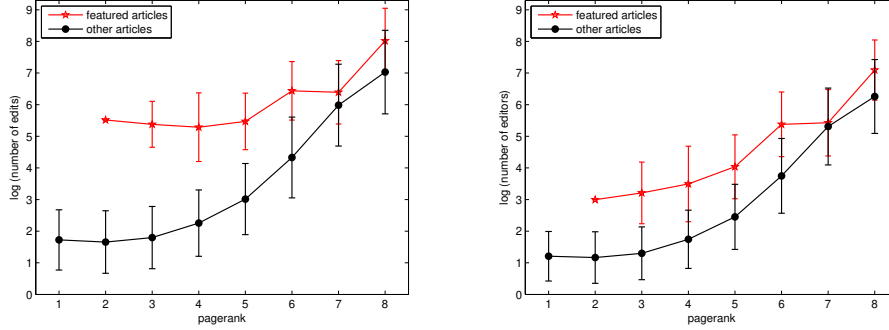 9
8
7
6
5
4
3
2
1
0
log (number of edits)
featured articles
other articles
1 2 3 4 5 6 7 8
pagerank
9
8
7
6
5
4
3
2
1
0
log (number of editors)
featured articles
other articles
1 2 3 4 5 6 7 8
pagerank